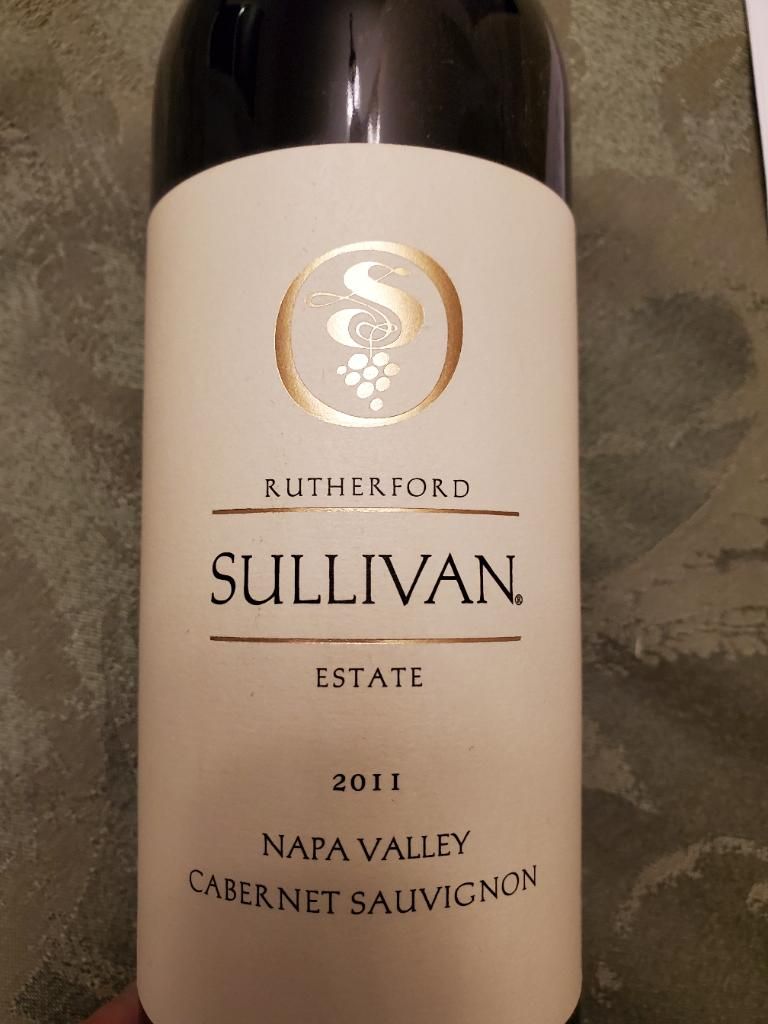 S
RUTHERFORD
SULLIVAN®
ESTATE
2011
NAPA VALLEY
CABERNET SAUVIGNON